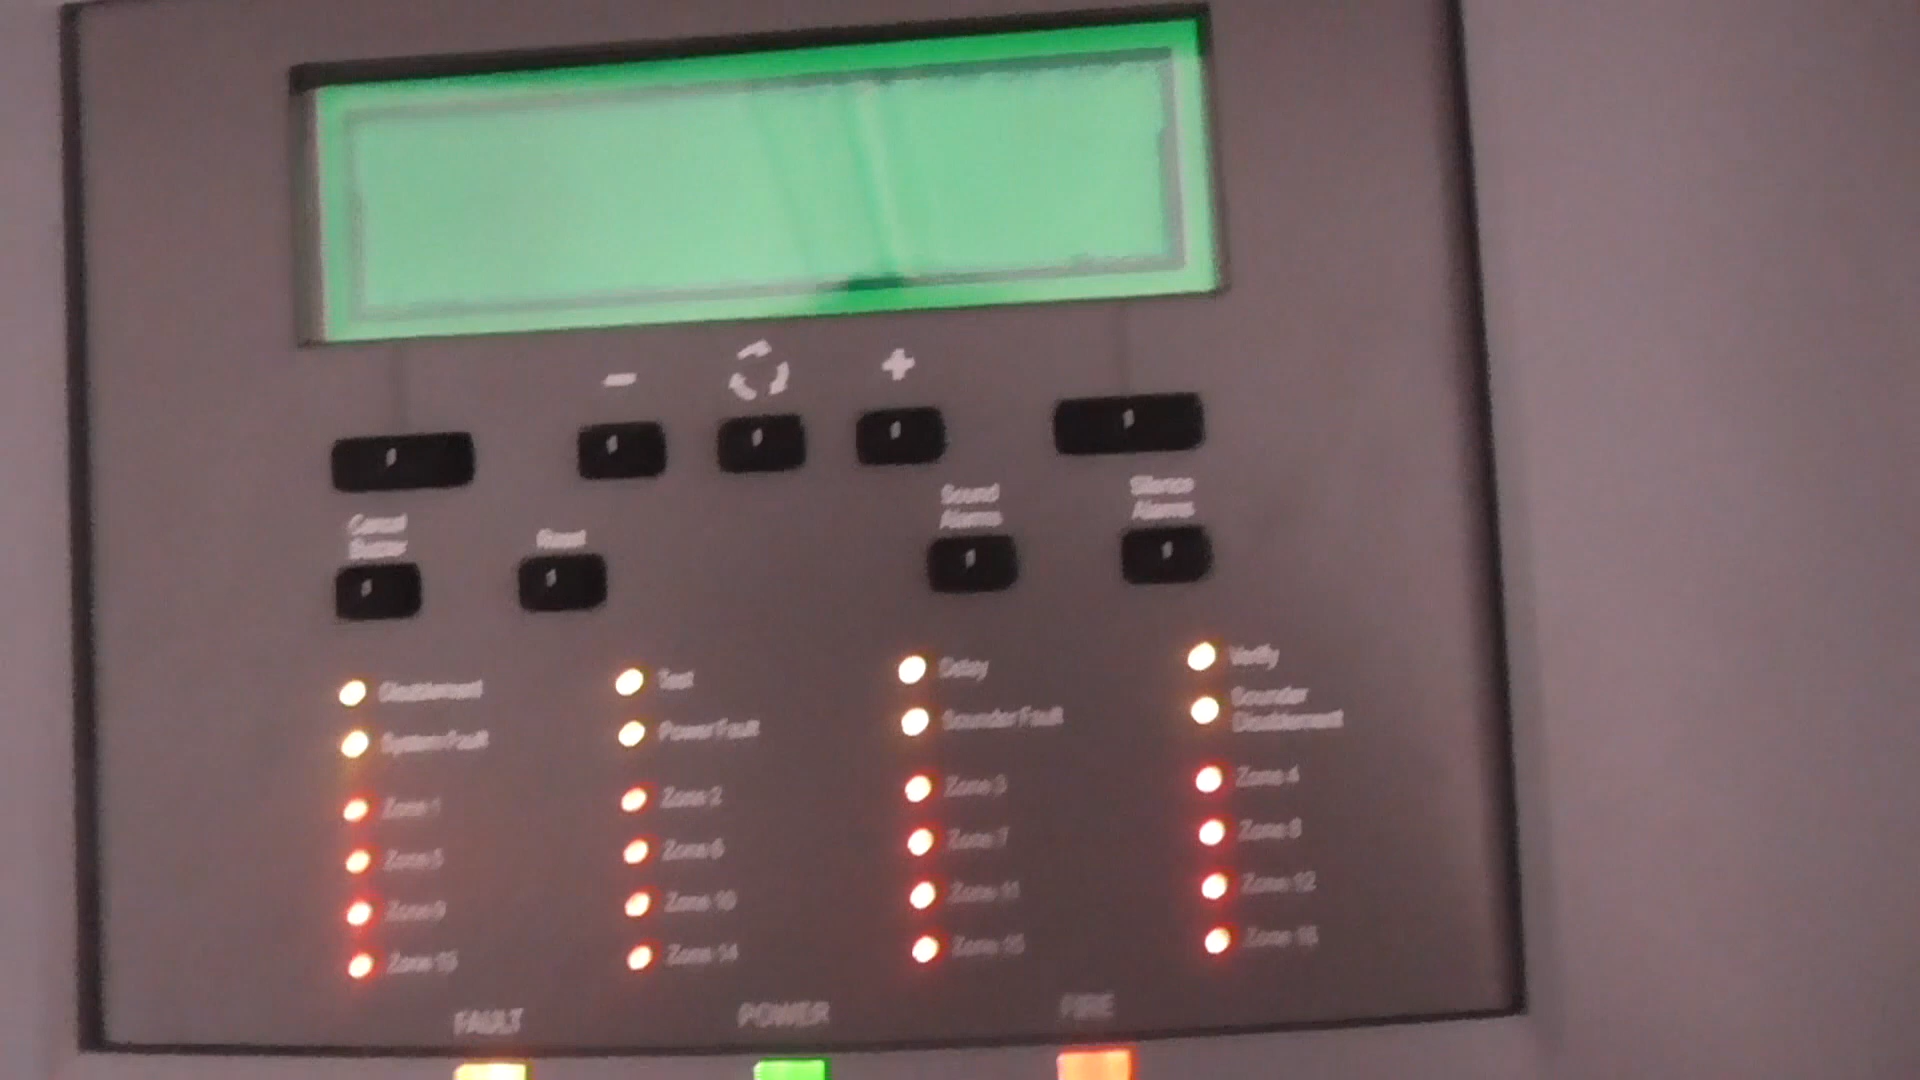 Sound
Alarms
Silence
Alarms
Cancel
Buzzer
Reset
Disablement
Test
Delay
Verify
System Fault
Power Fault
Sounder Fault
Sounder
Disablement
Zone 1
Zone 2
Zone 3
Zone 4
Zone 5
Zone 6
Zone 7
Zone 8
Zone 9
Zone 10
Zone 11
Zone 12
Zone 13
Zone 14
Zone 15
Zone 16
FAULT
POWER
FIRE